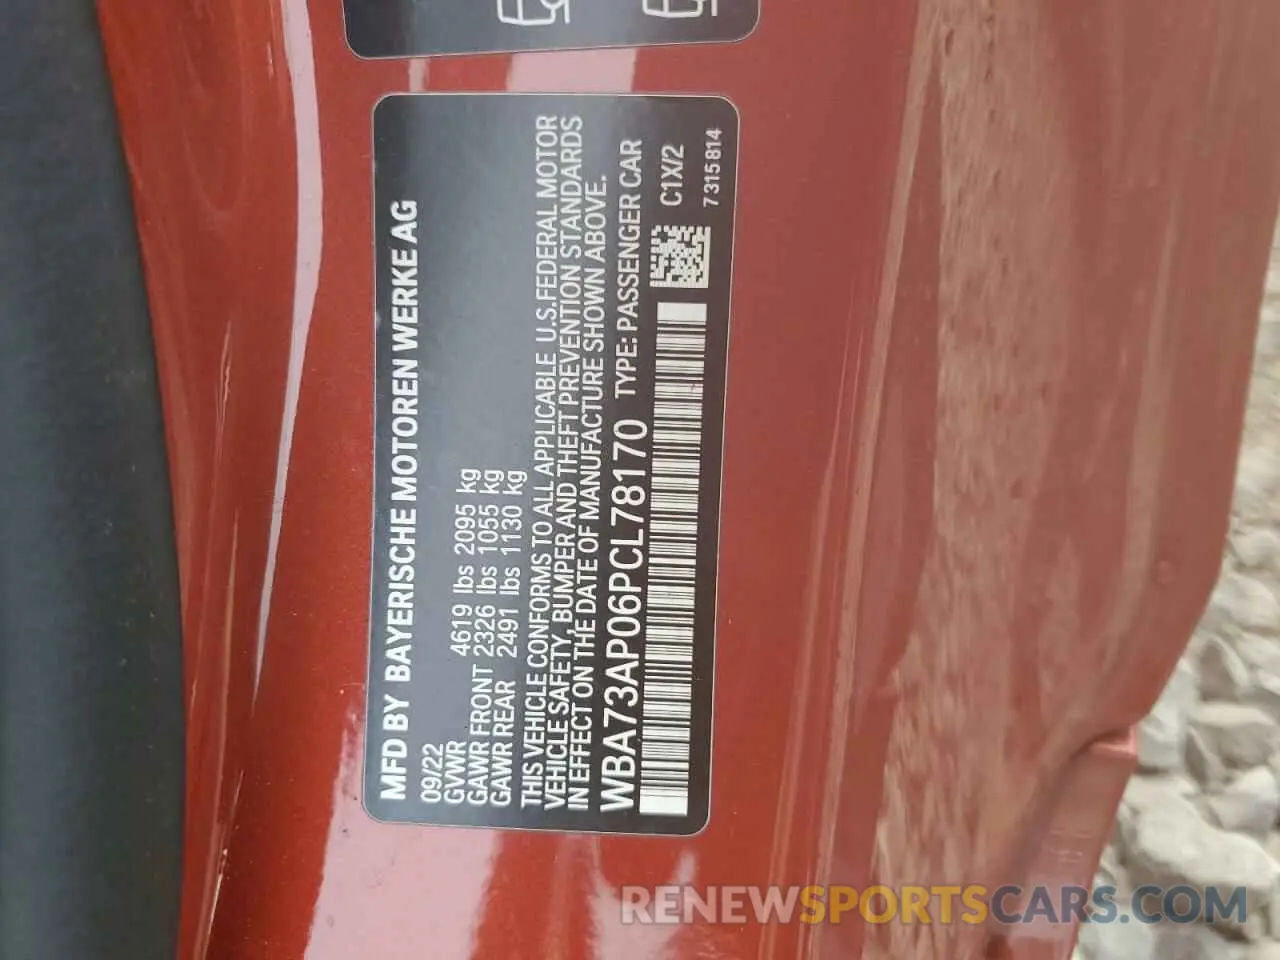 MFD BY BAYERISCHE MOTOREN WERKE AG
09/22
GVWR 4619 lbs 2095 kg
GAWR FRONT 2326 lbs 1055 kg
GAWR REAR 2491 lbs 1130 kg
THIS VEHICLE CONFORMS TO ALL APPLICABLE U.S.FEDERAL MOTOR
VEHICLE SAFETY, BUMPER AND THEFT PREVENTION STANDARDS
IN EFFECT ON THE DATE OF MANUFACTURE SHOWN ABOVE.
WBA73AP06PCL78170 TYPE: PASSENGER CAR
C1X/2
7315814
RENEWSPORTSCARS.COM